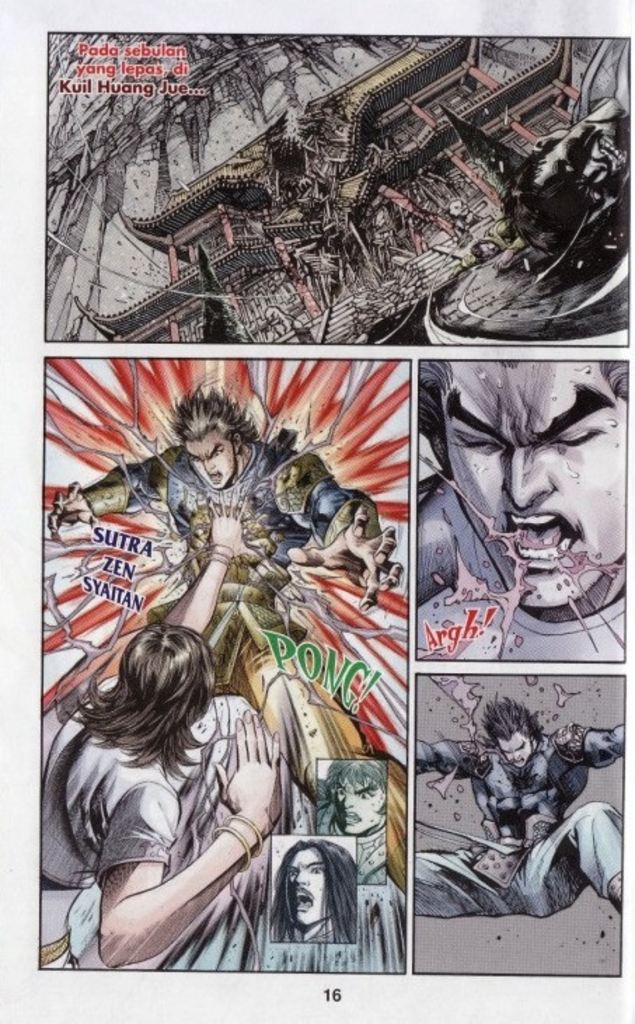 Pada sebulan
yang lepas, di
Kuil Huang Jue...
SUTRA
ZEN
SYAITAN
PONG!
Argh!
16